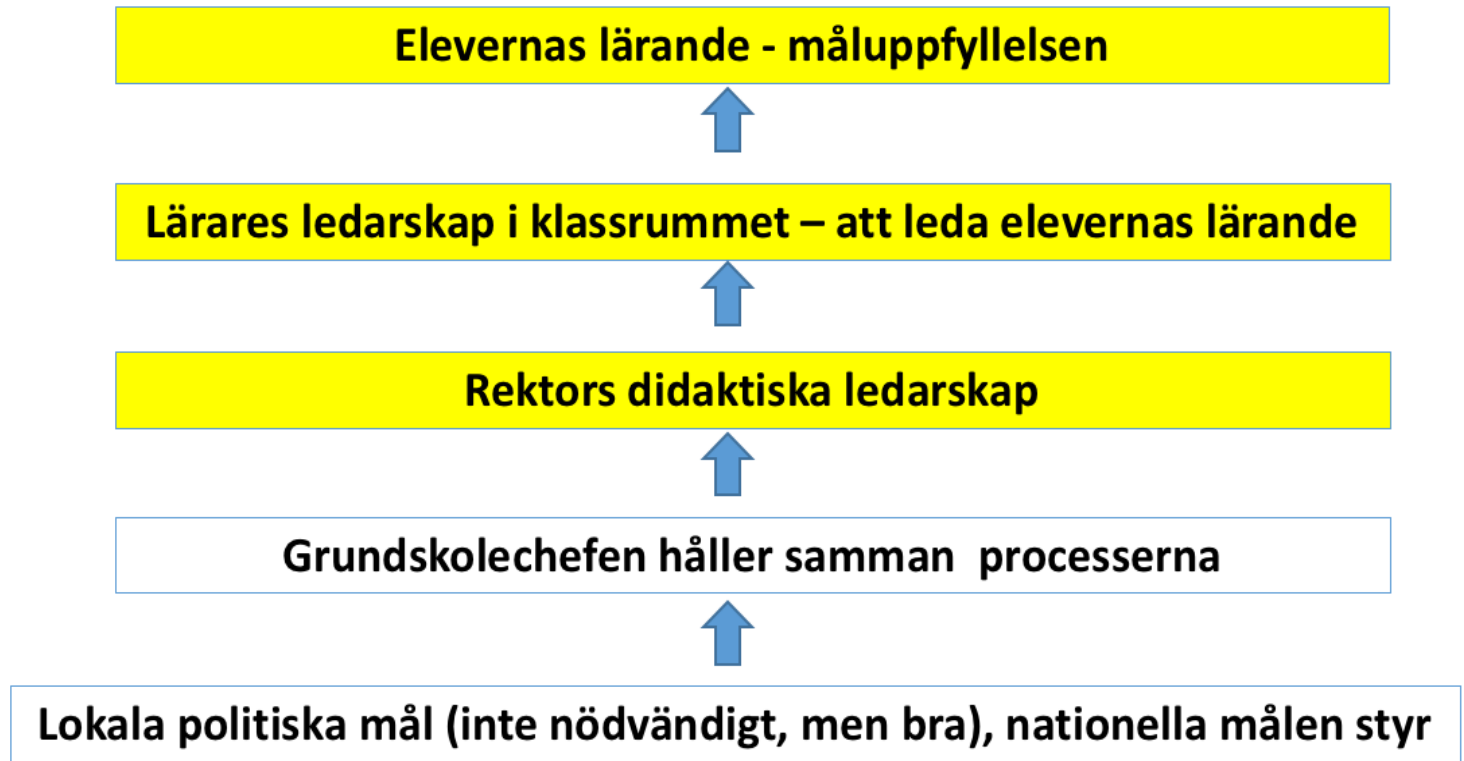 Elevernas lärande - måluppfyllelsen
Lärares ledarskap i klassrummet – att leda elevernas lärande
Rektors didaktiska ledarskap
Grundskolechefen håller samman  processerna
Lokala politiska mål (inte nödvändigt, men bra), nationella målen styr